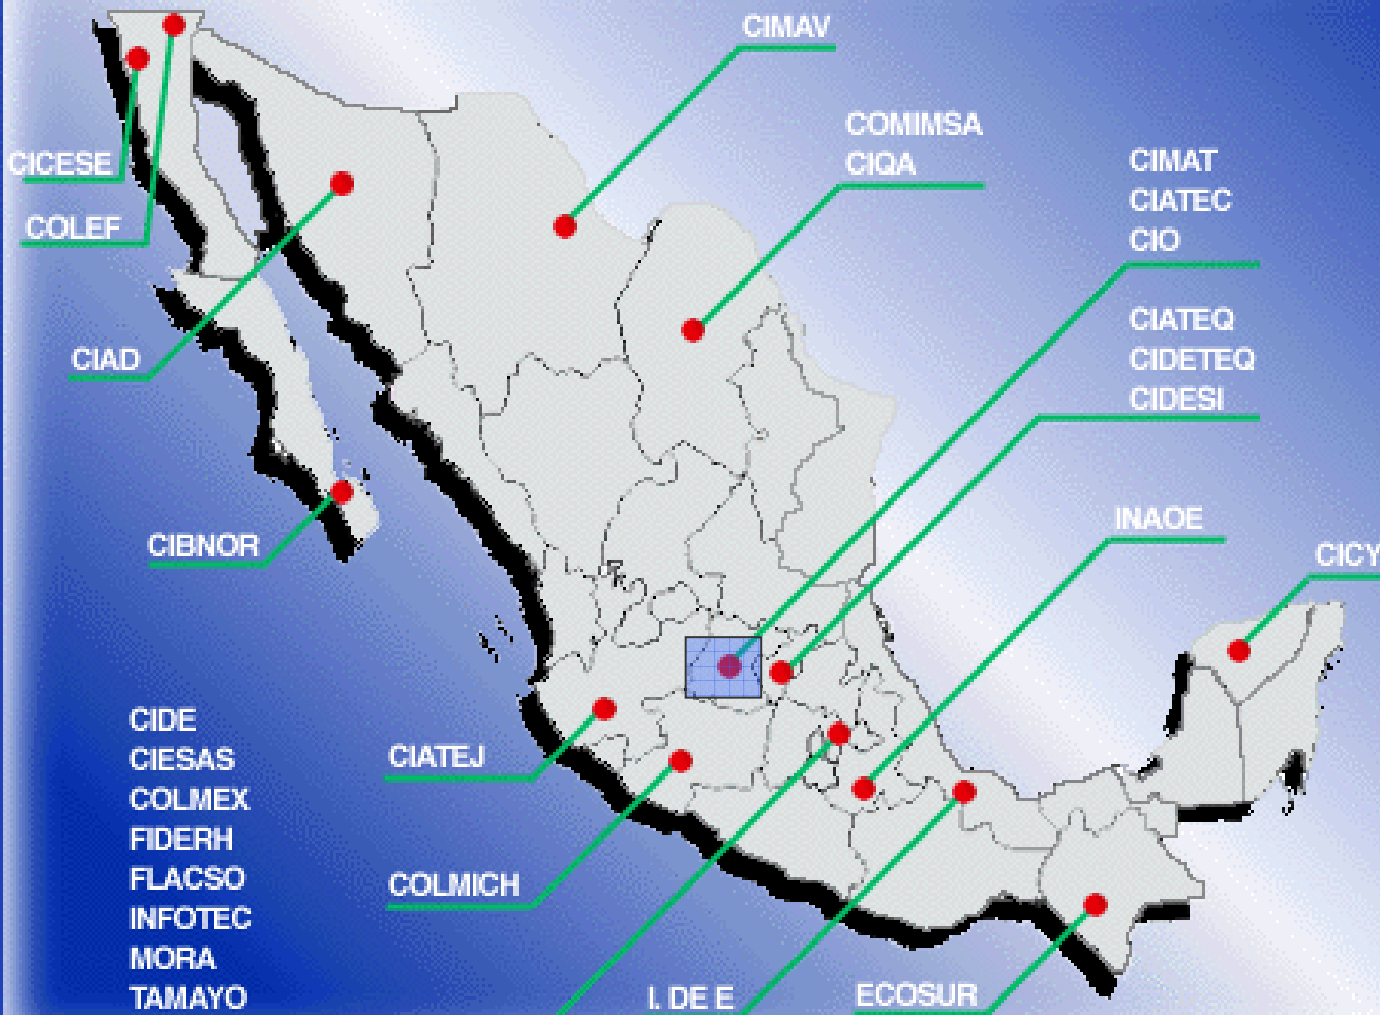 CIMAV
COMIMSA
CIQA
CIMAT
CIATEC
CIO
CICESE
COLEF
CIATEQ
CIDETEQ
CIDESI
CIAD
INAOE
CIBNOR
CICY
CIDE
CIESAS
COLMEX
FIDERH
FLACSO
INFOTEC
MORA
TAMAYO
CIATEJ
COLMICH
I. DE E
ECOSUR